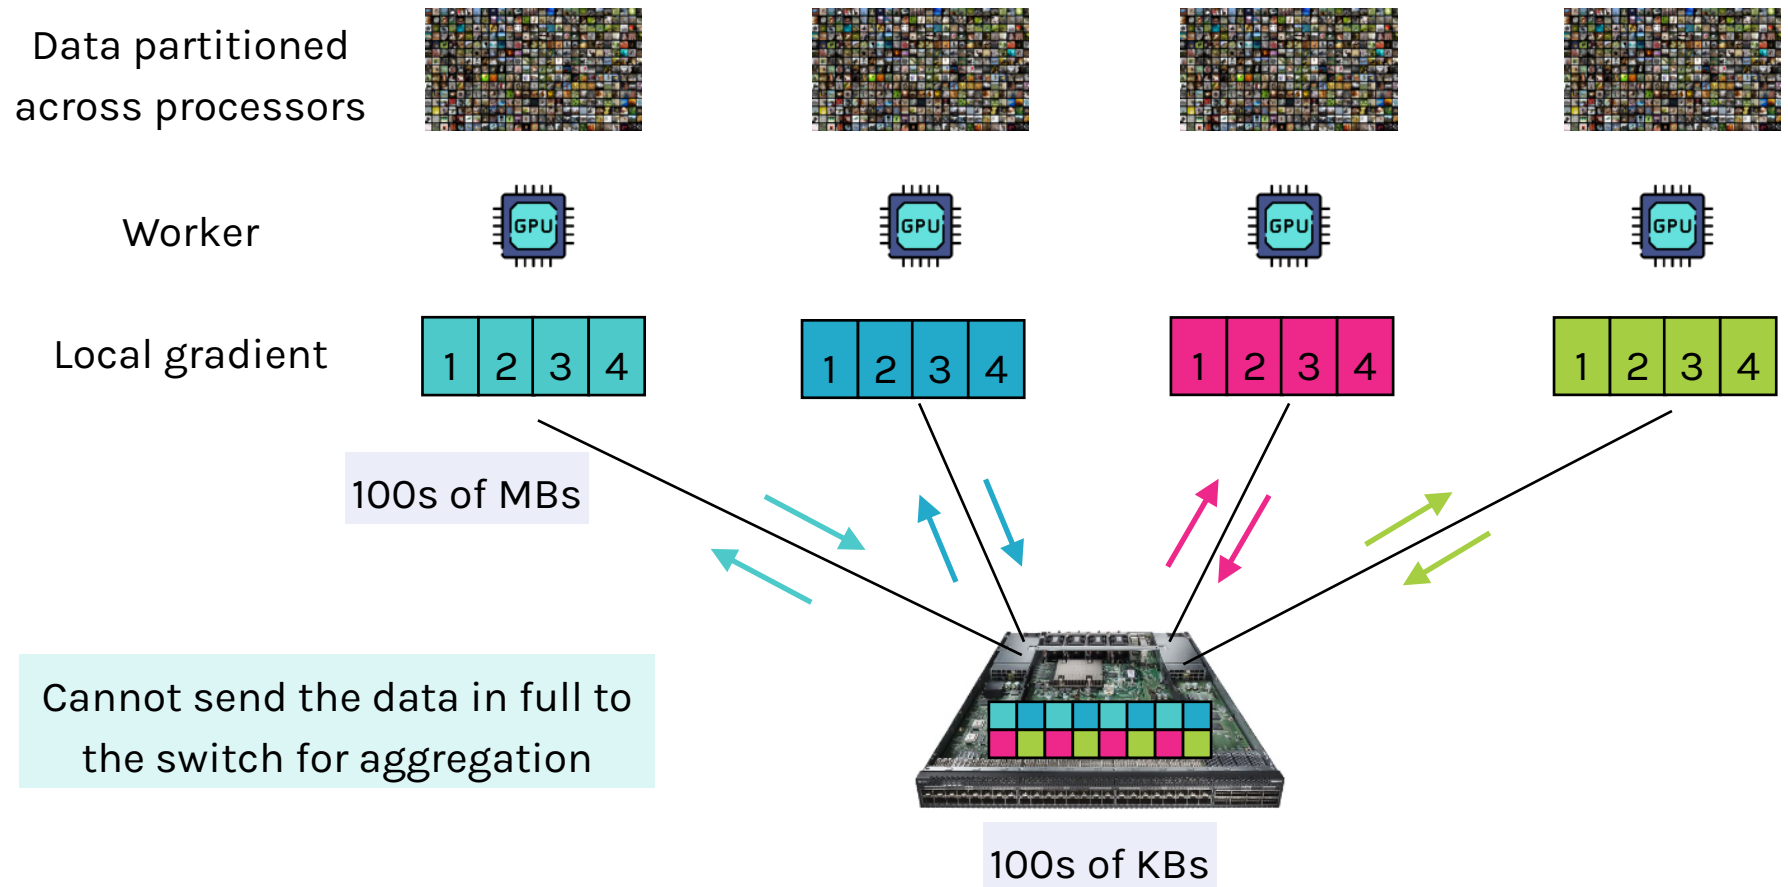 Data partitioned
across processors
Worker
GPU
GPU
GPU
GPU
Local gradient
1 2 3 4
1 2 3 4
1 2 3 4
1 2 3 4
100s of MBs
Cannot send the data in full to
the switch for aggregation
100s of KBs